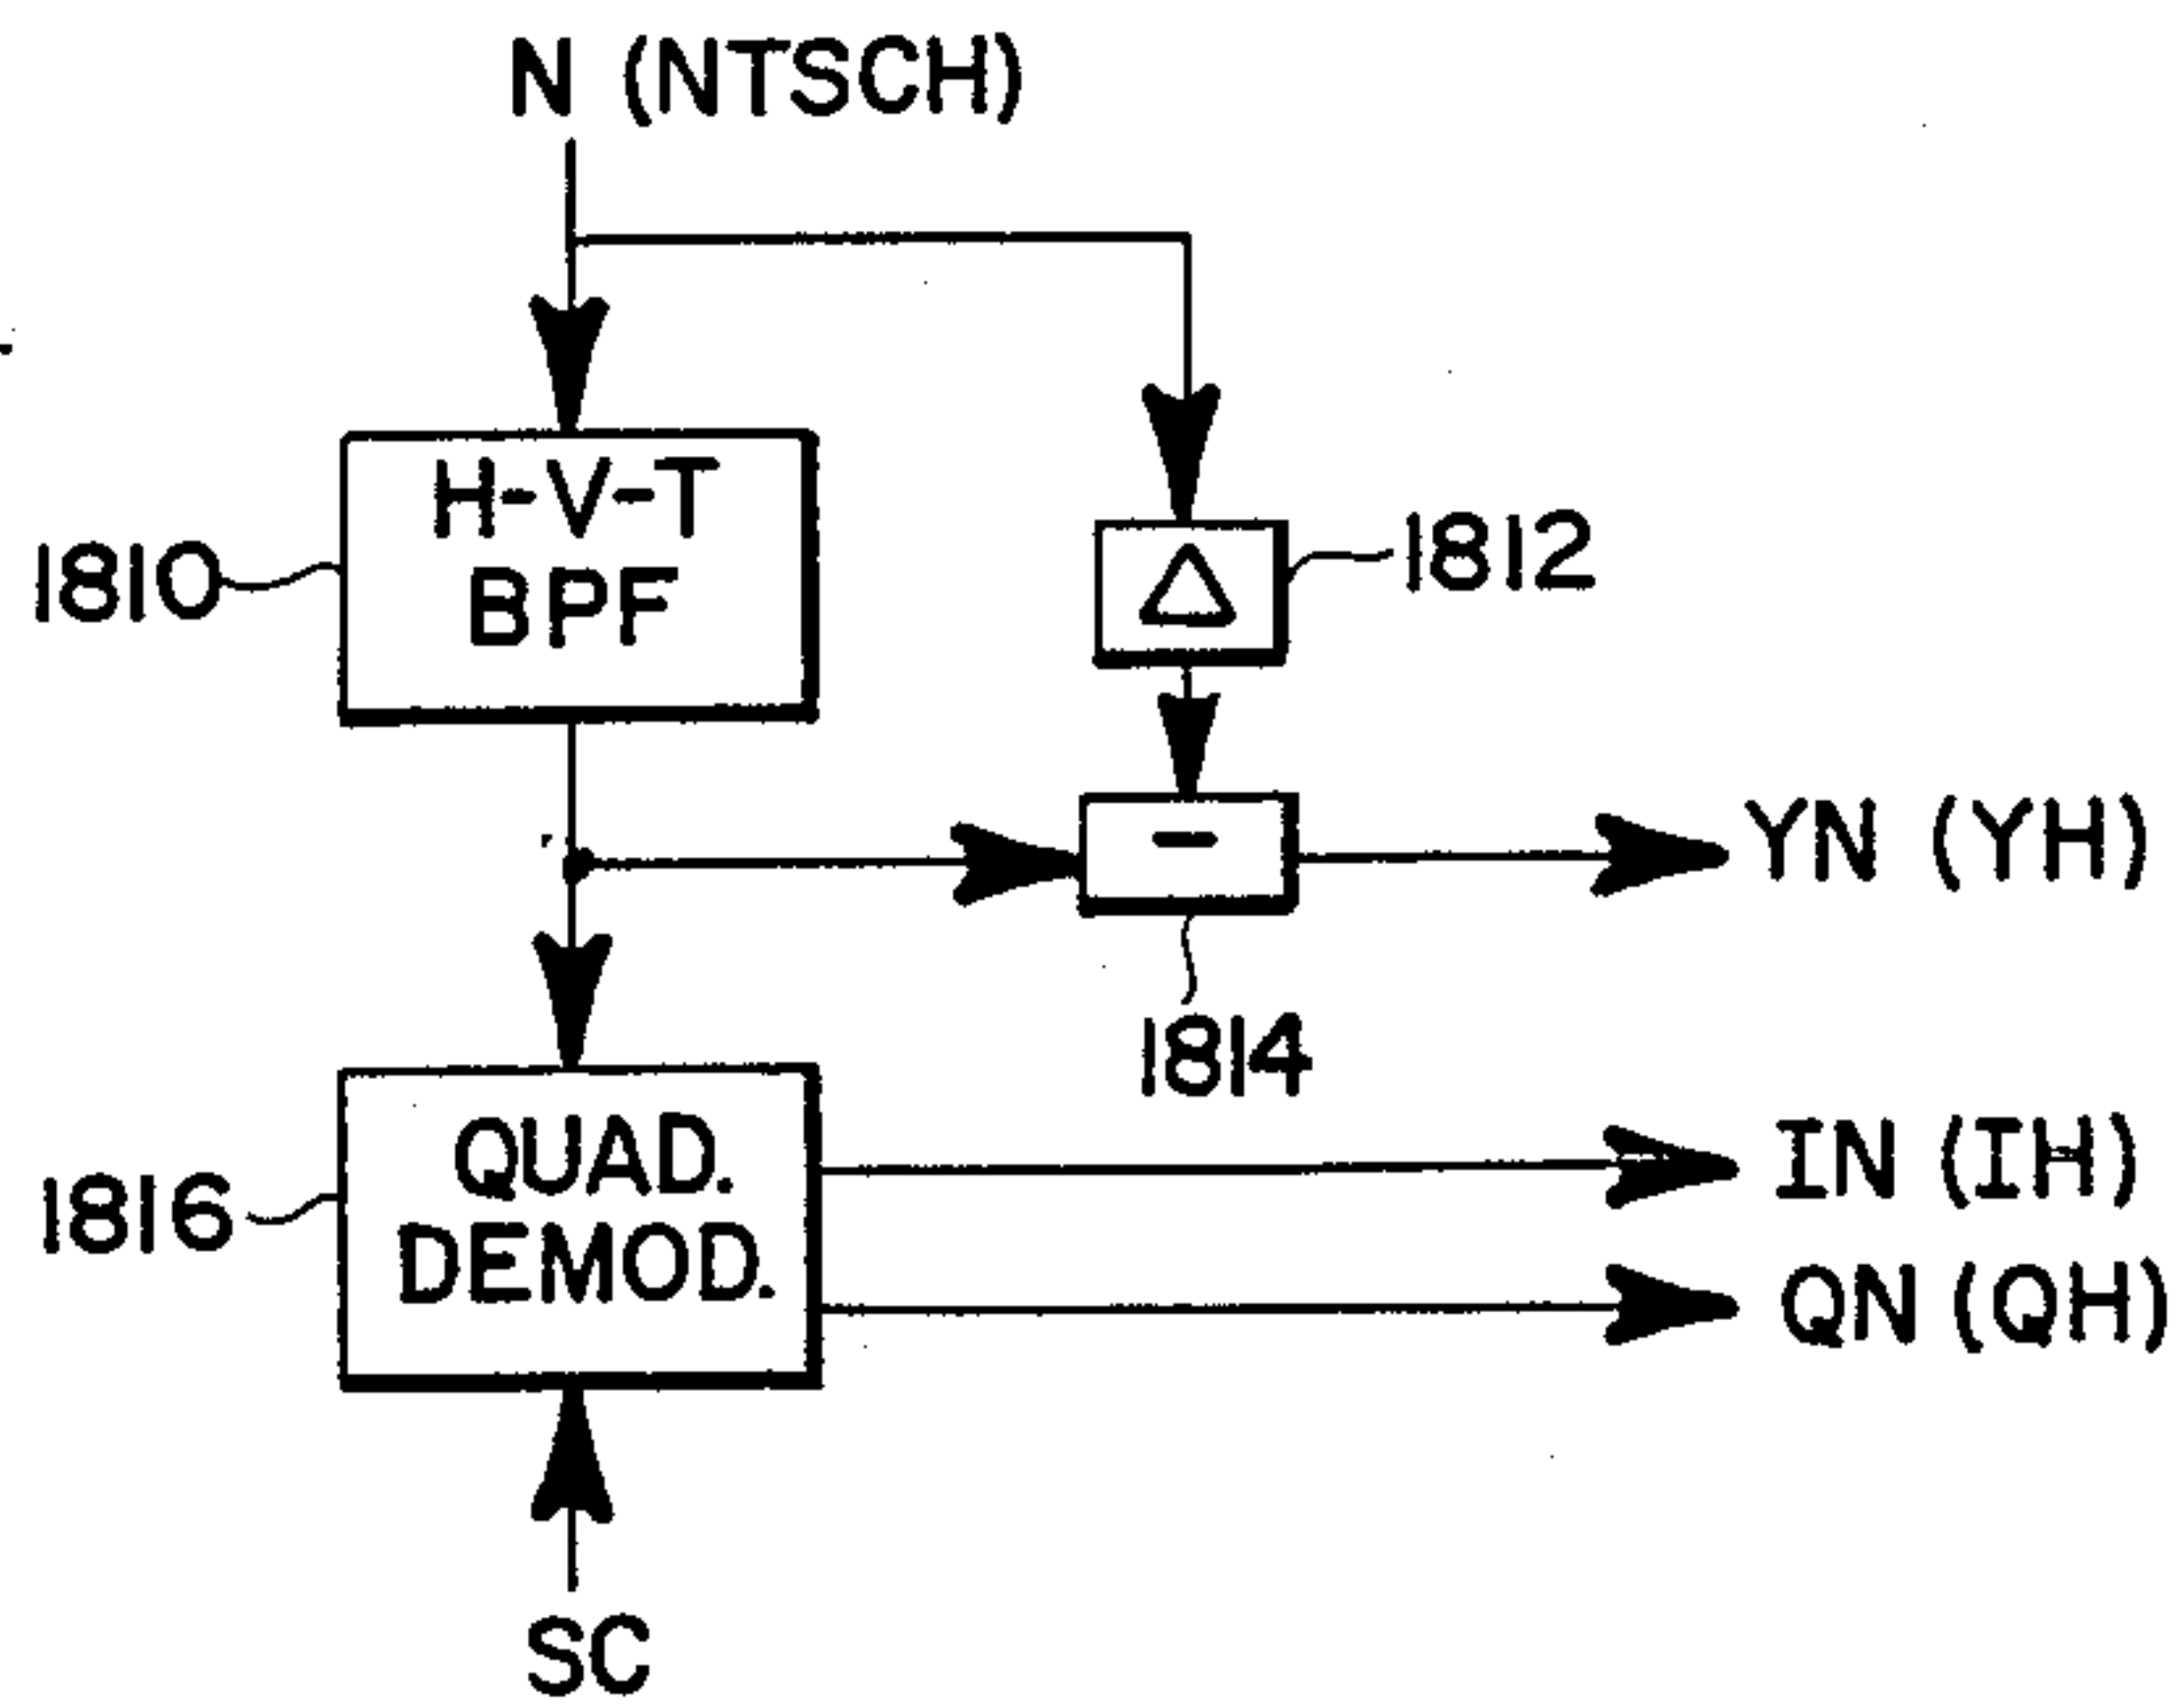 N (NTSCH)
H-V-T
BPF
1810
1812
-
YN (YH)
1814
QUAD.
DEMOD.
1816
IN (IH)
QN (QH)
SC